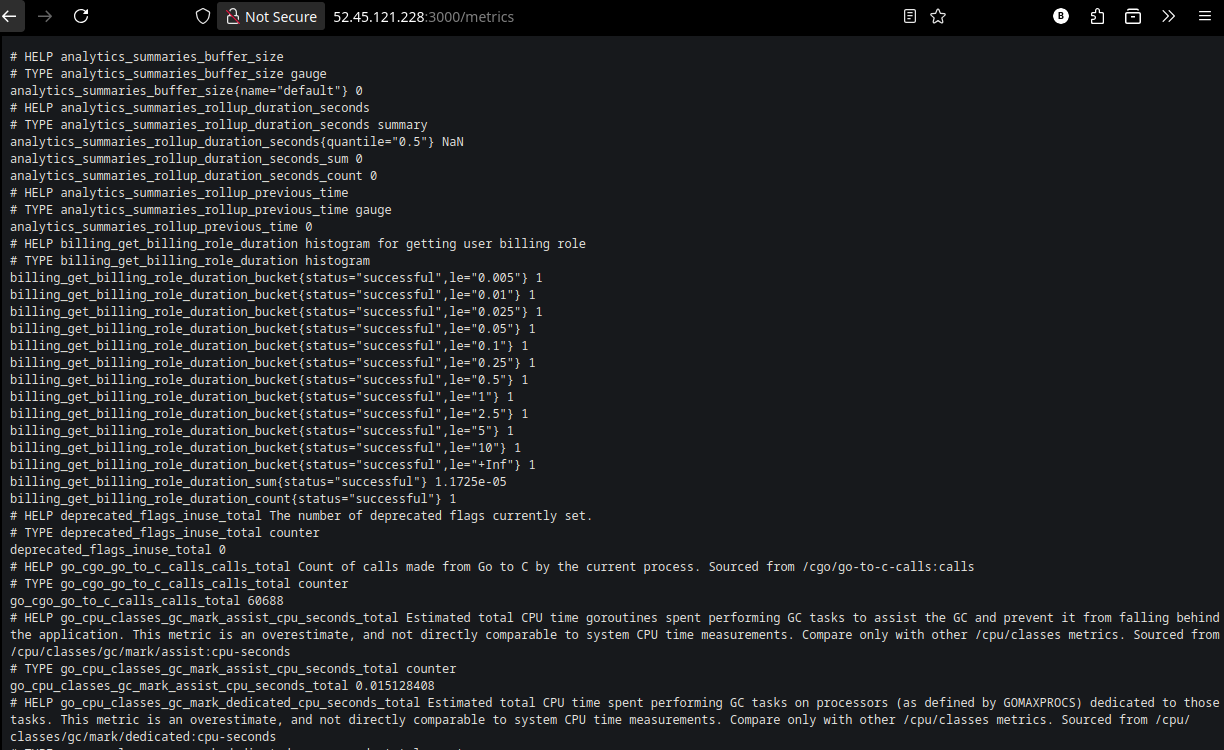 Not Secure 52.45.121.228:3000/metrics B
# HELP analytics_summaries_buffer_size
# TYPE analytics_summaries_buffer_size gauge
analytics_summaries_buffer_size{name="default"} 0
# HELP analytics_summaries_rollup_duration_seconds
# TYPE analytics_summaries_rollup_duration_seconds summary
analytics_summaries_rollup_duration_seconds{quantile="0.5"} NaN
analytics_summaries_rollup_duration_seconds_sum 0
analytics_summaries_rollup_duration_seconds_count 0
# HELP analytics_summaries_rollup_previous_time
# TYPE analytics_summaries_rollup_previous_time gauge
analytics_summaries_rollup_previous_time 0
# HELP billing_get_billing_role_duration histogram for getting user billing role
# TYPE billing_get_billing_role_duration histogram
billing_get_billing_role_duration_bucket{status="successful",le="0.005"} 1
billing_get_billing_role_duration_bucket{status="successful",le="0.01"} 1
billing_get_billing_role_duration_bucket{status="successful",le="0.025"} 1
billing_get_billing_role_duration_bucket{status="successful",le="0.05"} 1
billing_get_billing_role_duration_bucket{status="successful",le="0.1"} 1
billing_get_billing_role_duration_bucket{status="successful",le="0.25"} 1
billing_get_billing_role_duration_bucket{status="successful",le="0.5"} 1
billing_get_billing_role_duration_bucket{status="successful",le="1"} 1
billing_get_billing_role_duration_bucket{status="successful",le="2.5"} 1
billing_get_billing_role_duration_bucket{status="successful",le="5"} 1
billing_get_billing_role_duration_bucket{status="successful",le="10"} 1
billing_get_billing_role_duration_bucket{status="successful",le="+Inf"} 1
billing_get_billing_role_duration_sum{status="successful"} 1.1725e-05
billing_get_billing_role_duration_count{status="successful"} 1
# HELP deprecated_flags_inuse_total The number of deprecated flags currently set.
# TYPE deprecated_flags_inuse_total counter
deprecated_flags_inuse_total 0
# HELP go_cgo_go_to_c_calls_calls_total Count of calls made from Go to C by the current process. Sourced from /cgo/go-to-c-calls:calls
# TYPE go_cgo_go_to_c_calls_calls_total counter
go_cgo_go_to_c_calls_calls_total 60688
# HELP go_cpu_classes_gc_mark_assist_cpu_seconds_total Estimated total CPU time goroutines spent performing GC tasks to assist the GC and prevent it from falling behind
the application. This metric is an overestimate, and not directly comparable to system CPU time measurements. Compare only with other /cpu/classes metrics. Sourced from
/cpu/classes/gc/mark/assist:cpu-seconds
# TYPE go_cpu_classes_gc_mark_assist_cpu_seconds_total counter
go_cpu_classes_gc_mark_assist_cpu_seconds_total 0.015128408
# HELP go_cpu_classes_gc_mark_dedicated_cpu_seconds_total Estimated total CPU time spent performing GC tasks on processors (as defined by GOMAXPROCS) dedicated to those
tasks. This metric is an overestimate, and not directly comparable to system CPU time measurements. Compare only with other /cpu/classes metrics. Sourced from /cpu/
classes/gc/mark/dedicated:cpu-seconds